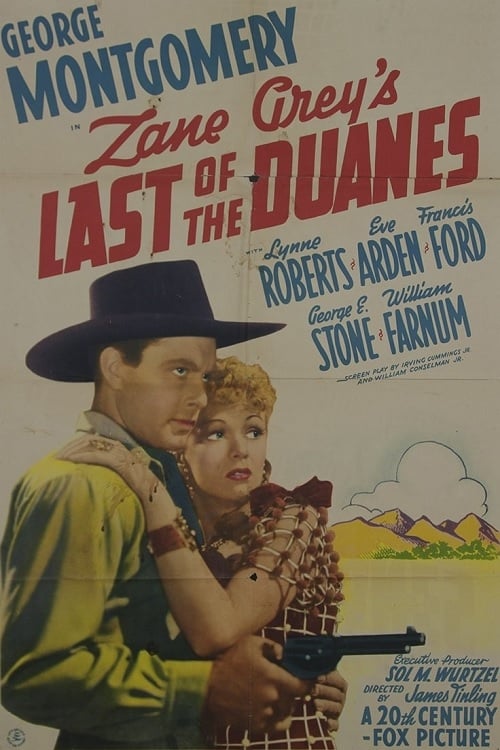 GEORGE
MONTGOMERY
IN
Zane Grey's
LAST OF THE DUANES
WITH
Lynne ROBERTS & Eve ARDEN & Francis FORD
George E. STONE & William FARNUM
SCREEN PLAY BY IRVING CUMMINGS JR.
AND WILLIAM CONSELMAN JR.
Executive Producer
SOL M. WURTZEL
DIRECTED BY James Tinling
A 20th CENTURY
-FOX PICTURE